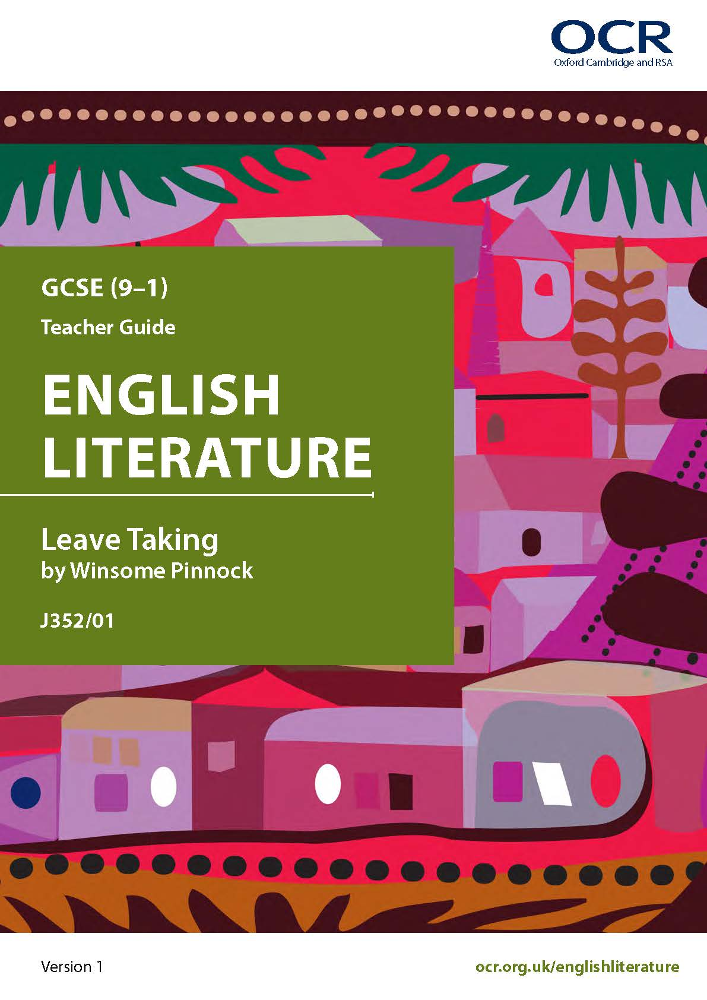 OCR
Oxford Cambridge and RSA
GCSE (9–1)
Teacher Guide
ENGLISH
LITERATURE
Leave Taking
by Winsome Pinnock
J352/01
Version 1
ocr.org.uk/englishliterature